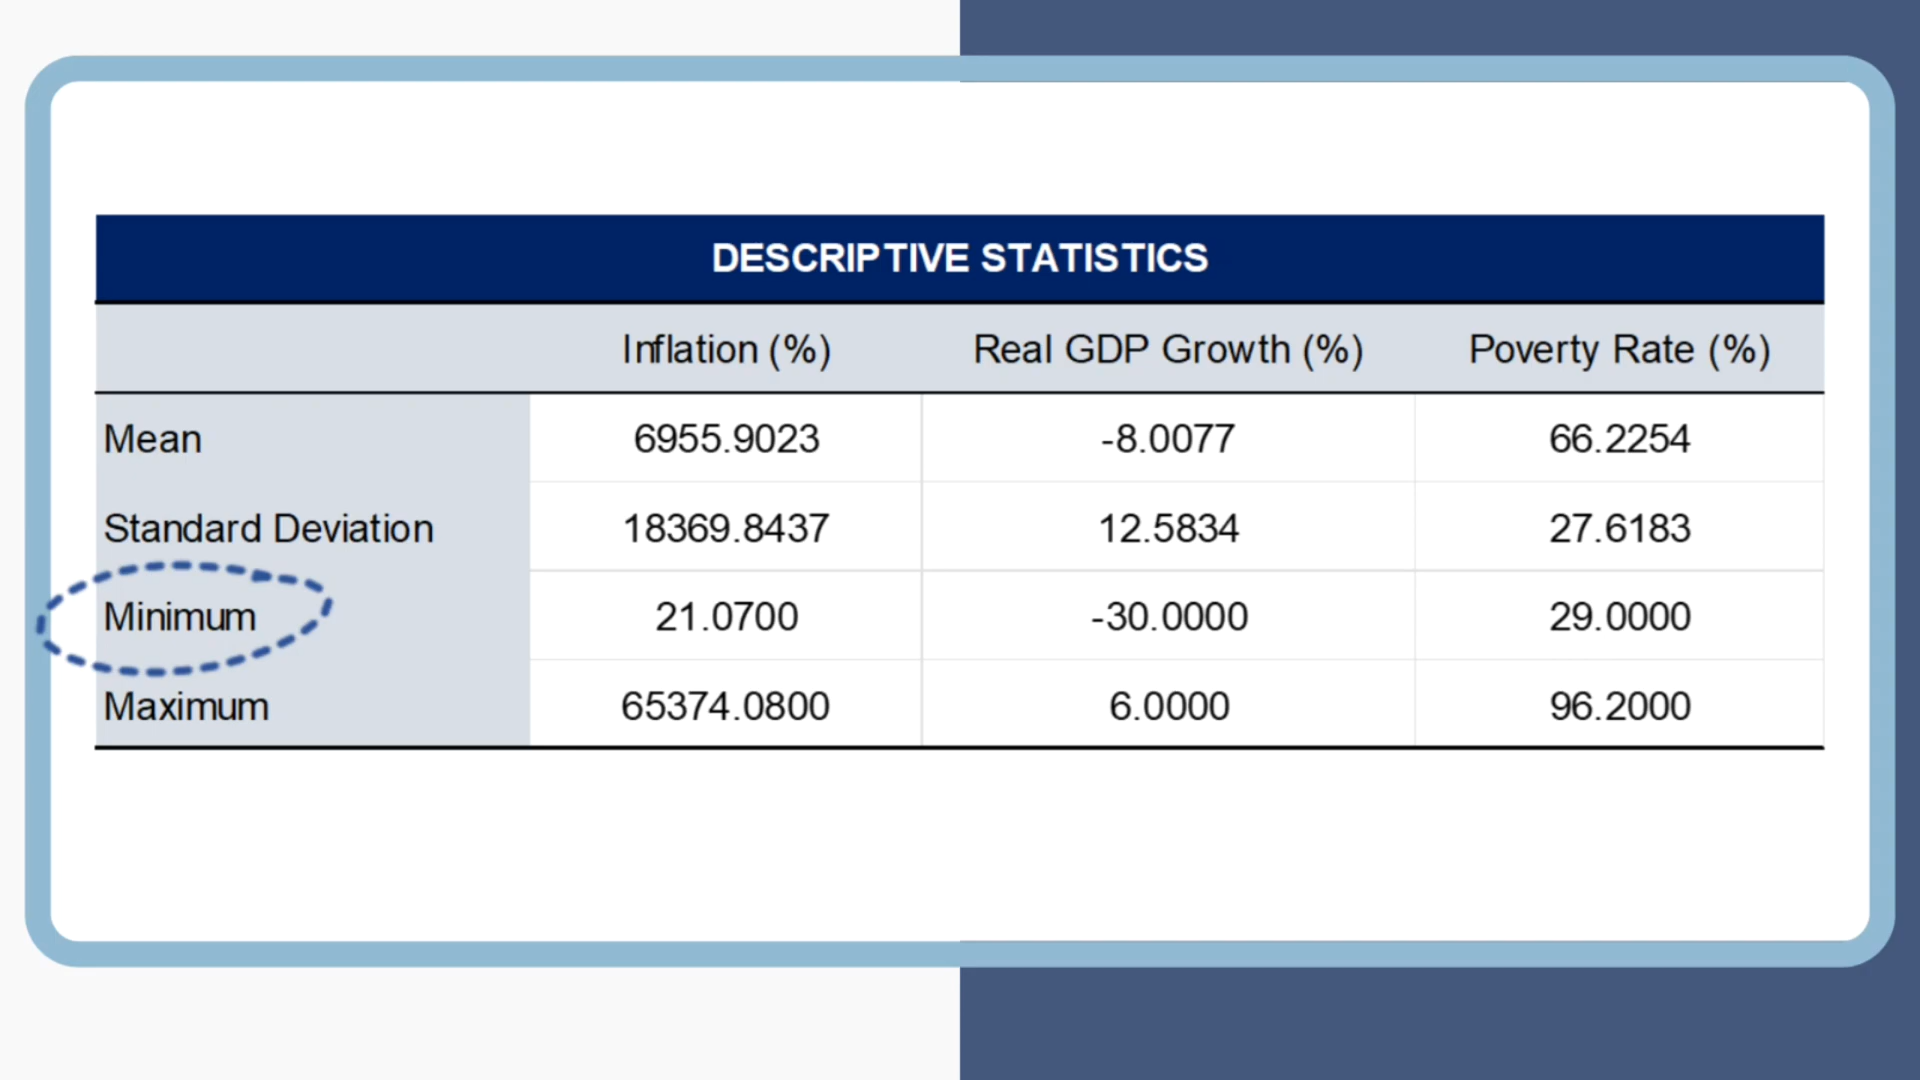 DESCRIPTIVE STATISTICS
Inflation (%) Real GDP Growth (%) Poverty Rate (%)
Mean 6955.9023 -8.0077 66.2254
Standard Deviation 18369.8437 12.5834 27.6183
Minimum 21.0700 -30.0000 29.0000
Maximum 65374.0800 6.0000 96.2000